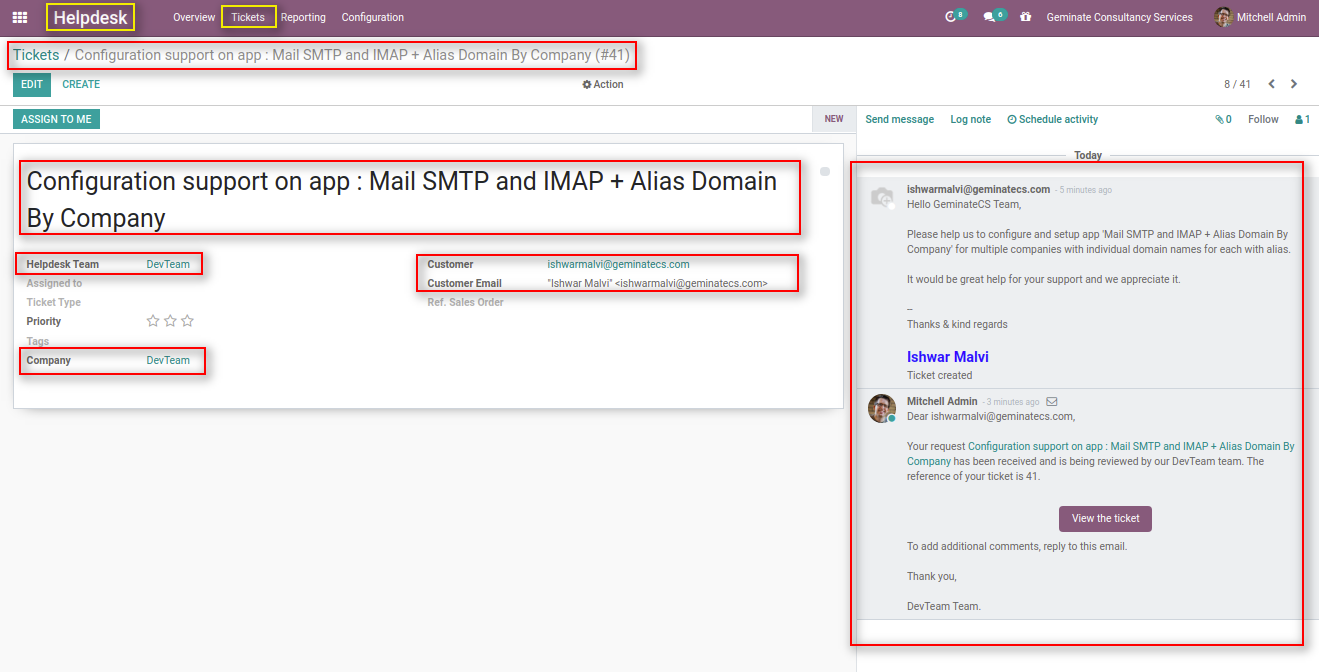 Helpdesk Overview Tickets Reporting Configuration 8 6 Geminate Consultancy Services Mitchell Admin
Tickets / Configuration support on app : Mail SMTP and IMAP + Alias Domain By Company (#41)
EDIT CREATE Action 8 / 41
ASSIGN TO ME NEW Send message Log note Schedule activity 0 Follow 1
Configuration support on app : Mail SMTP and IMAP + Alias Domain
By Company
Helpdesk Team DevTeam
Assigned to
Ticket Type
Priority
Tags
Company DevTeam
Customer ishwarmalvi@geminatecs.com
Customer Email "Ishwar Malvi" <ishwarmalvi@geminatecs.com>
Ref. Sales Order
Today
ishwarmalvi@geminatecs.com - 5 minutes ago
Hello GeminateCS Team,
Please help us to configure and setup app 'Mail SMTP and IMAP + Alias Domain By
Company' for multiple companies with individual domain names for each with alias.
It would be great help for your support and we appreciate it.
--
Thanks & kind regards
Ishwar Malvi
Ticket created
Mitchell Admin - 3 minutes ago
Dear ishwarmalvi@geminatecs.com,
Your request Configuration support on app : Mail SMTP and IMAP + Alias Domain By
Company has been received and is being reviewed by our DevTeam team. The
reference of your ticket is 41.
View the ticket
To add additional comments, reply to this email.
Thank you,
DevTeam Team.